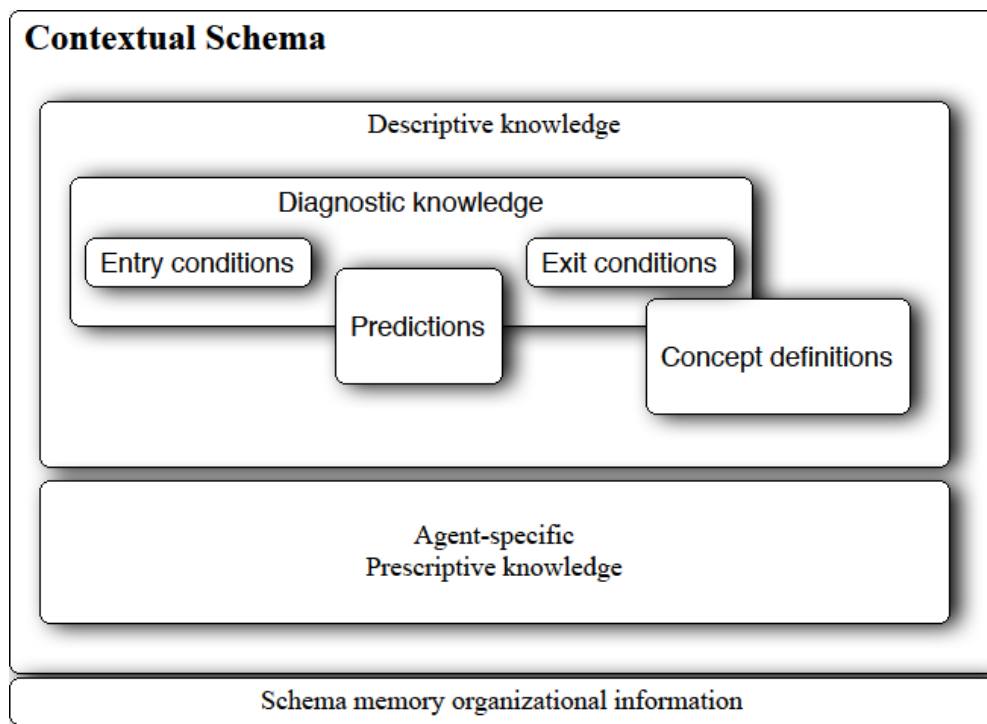 Contextual Schema
Descriptive knowledge
Diagnostic knowledge
Entry conditions
Exit conditions
Predictions
Concept definitions
Agent-specific
Prescriptive knowledge
Schema memory organizational information